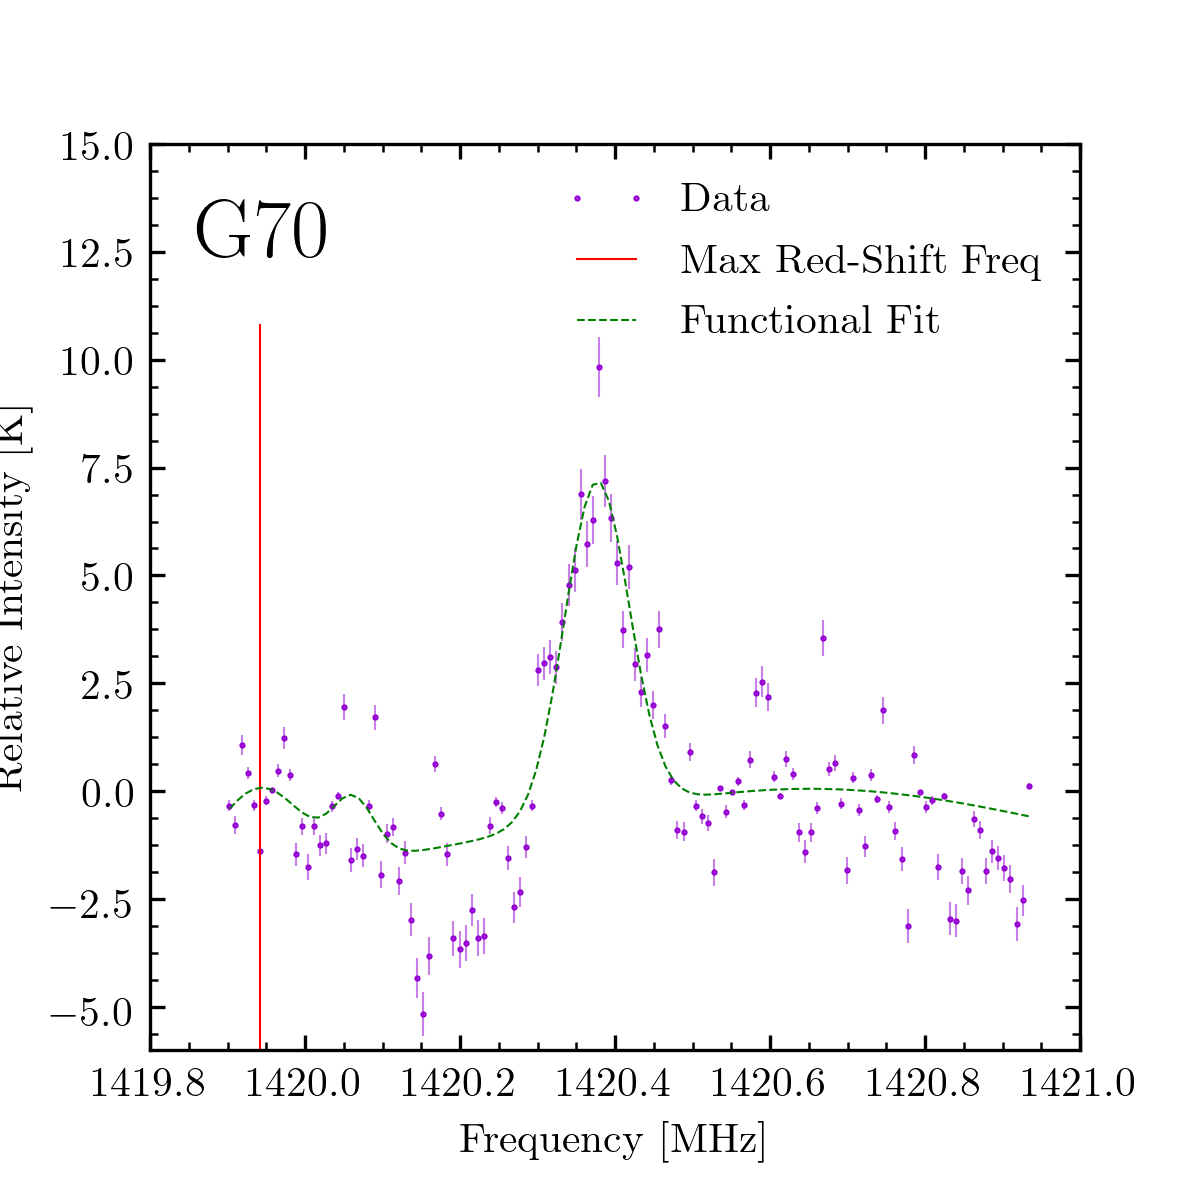 G70
Data
Max Red-Shift Freq
Functional Fit
15.0
12.5
10.0
7.5
5.0
2.5
0.0
−2.5
−5.0
Relative Intensity [K]
1419.8 1420.0 1420.2 1420.4 1420.6 1420.8 1421.0
Frequency [MHz]